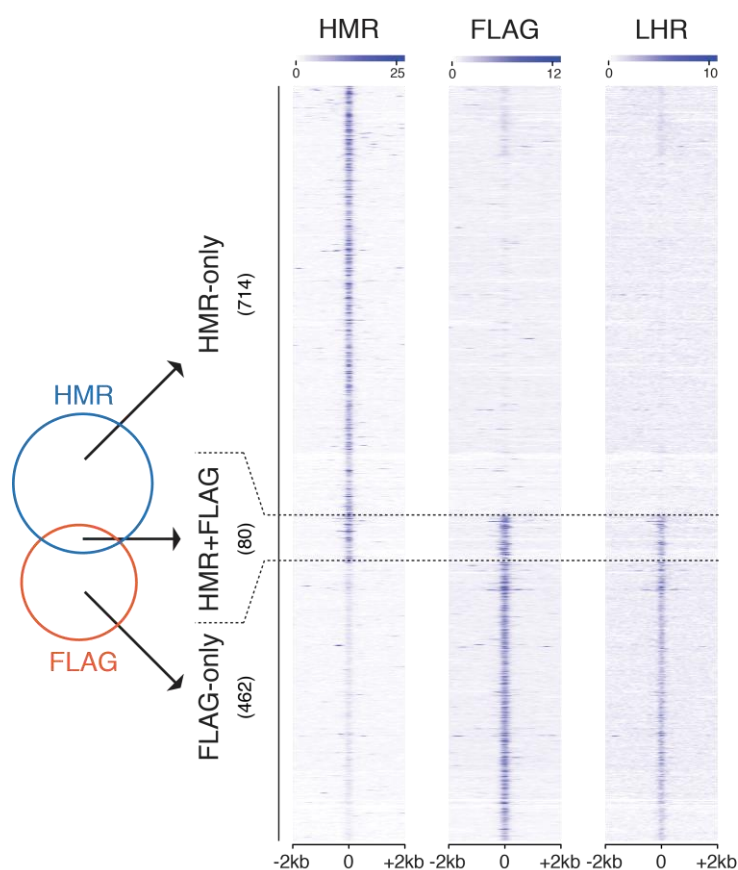 HMR FLAG LHR
0 25 0 12 0 10
HMR-only
(714)
HMR
HMR+FLAG
(80)
FLAG
FLAG-only
(462)
-2kb 0 +2kb -2kb 0 +2kb -2kb 0 +2kb